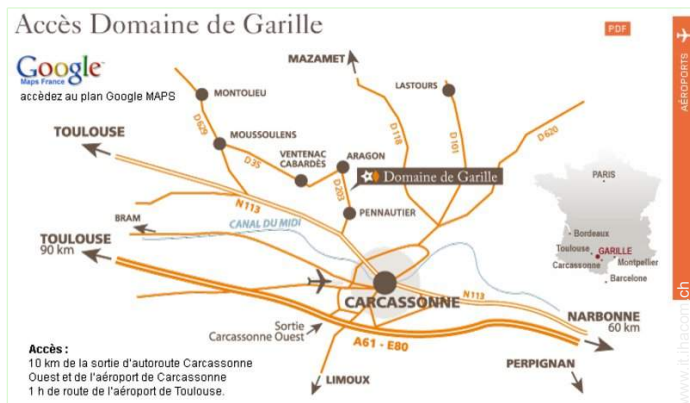 Accès Domaine de Garille
PDF
AÉROPORTS
Google
Maps France
accèdez au plan Google MAPS
MAZAMET
LASTOURS
MONTOLIEU
D629
MOUSSOULENS
D35
VENTENAC
CABARDÈS
ARAGON
D203
D118
D101
D620
TOULOUSE
Domaine de Garille
PENNAUTIER
N113
BRAM
CANAL DU MIDI
TOULOUSE
90 km
PARIS
Bordeaux
Toulouse
GARILLE
Carcassonne
Montpellier
Barcelone
CARCASSONNE
N113
NARBONNE
60 km
Sortie
Carcassonne Ouest
A61 - E80
PERPIGNAN
LIMOUX
Accès :
10 km de la sortie d'autoroute Carcassonne
Ouest et de l'aéroport de Carcassonne
1 h de route de l'aéroport de Toulouse.
www.it.ihacom.ch